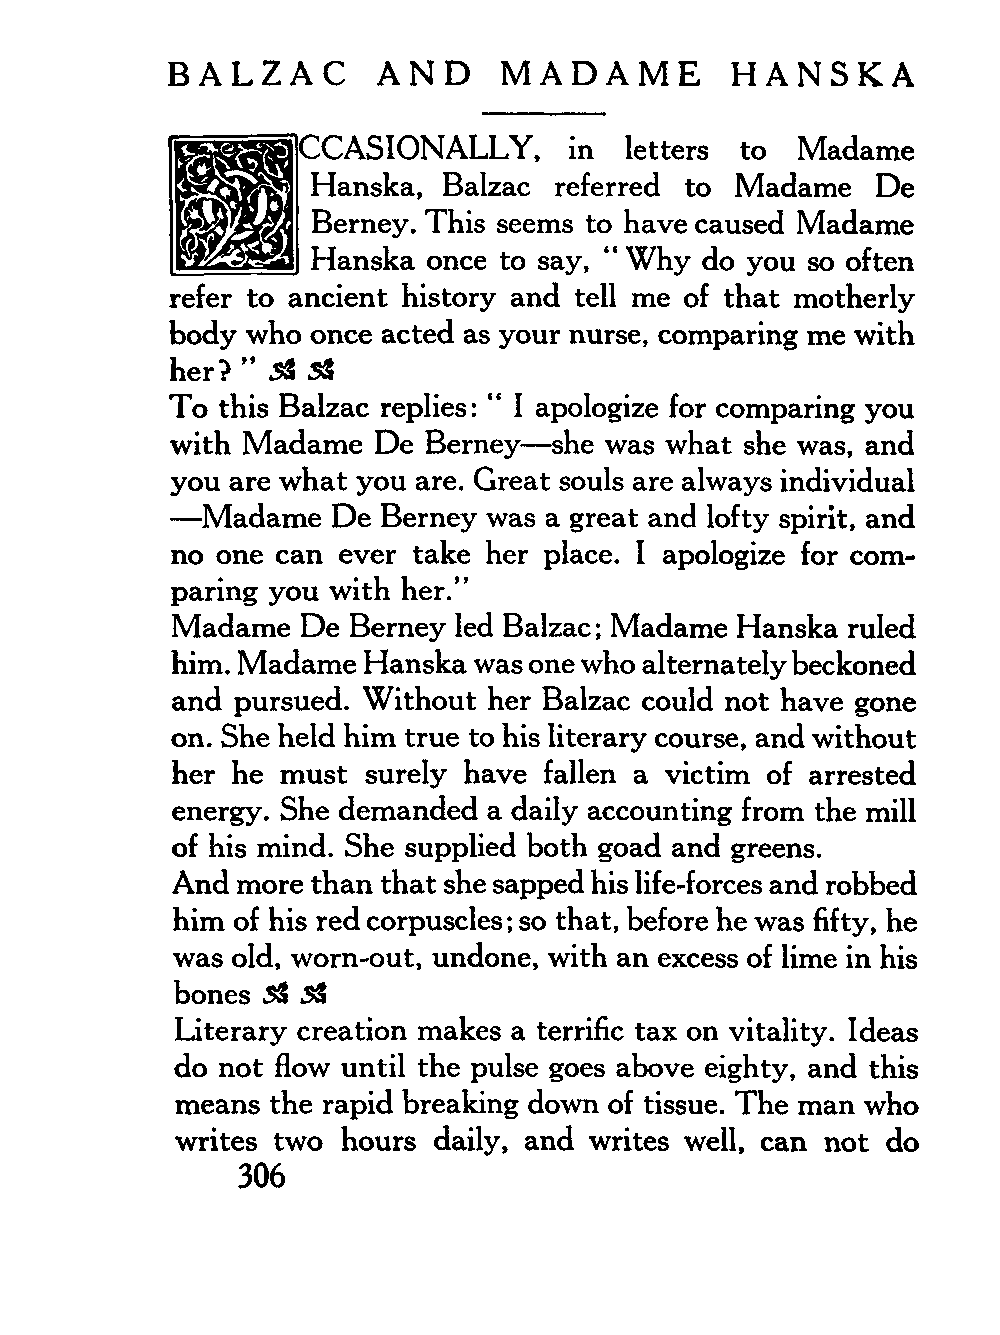 BALZAC AND MADAME HANSKA
OCCASIONALLY, in letters to Madame
Hanska, Balzac referred to Madame De
Berney. This seems to have caused Madame
Hanska once to say, “ Why do you so often
refer to ancient history and tell me of that motherly
body who once acted as your nurse, comparing me with
her? ”
To this Balzac replies: “ I apologize for comparing you
with Madame De Berney—she was what she was, and
you are what you are. Great souls are always individual
—Madame De Berney was a great and lofty spirit, and
no one can ever take her place. I apologize for com-
paring you with her.”
Madame De Berney led Balzac; Madame Hanska ruled
him. Madame Hanska was one who alternately beckoned
and pursued. Without her Balzac could not have gone
on. She held him true to his literary course, and without
her he must surely have fallen a victim of arrested
energy. She demanded a daily accounting from the mill
of his mind. She supplied both goad and greens.
And more than that she sapped his life-forces and robbed
him of his red corpuscles; so that, before he was fifty, he
was old, worn-out, undone, with an excess of lime in his
bones
Literary creation makes a terrific tax on vitality. Ideas
do not flow until the pulse goes above eighty, and this
means the rapid breaking down of tissue. The man who
writes two hours daily, and writes well, can not do
306